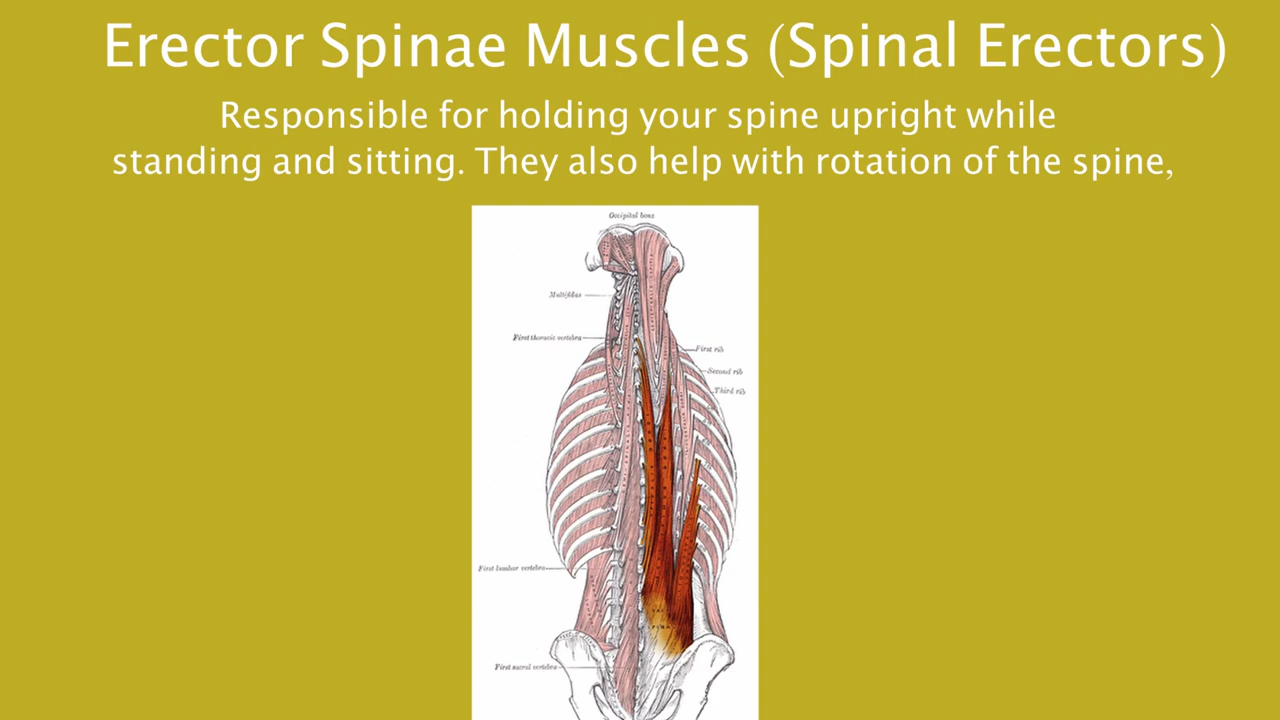 Erector Spinae Muscles (Spinal Erectors)
Responsible for holding your spine upright while
standing and sitting. They also help with rotation of the spine,
Occipital bone
Multifidus
First thoracic vertebra
First rib
Second rib
Third rib
First lumbar vertebra
First sacral vertebra